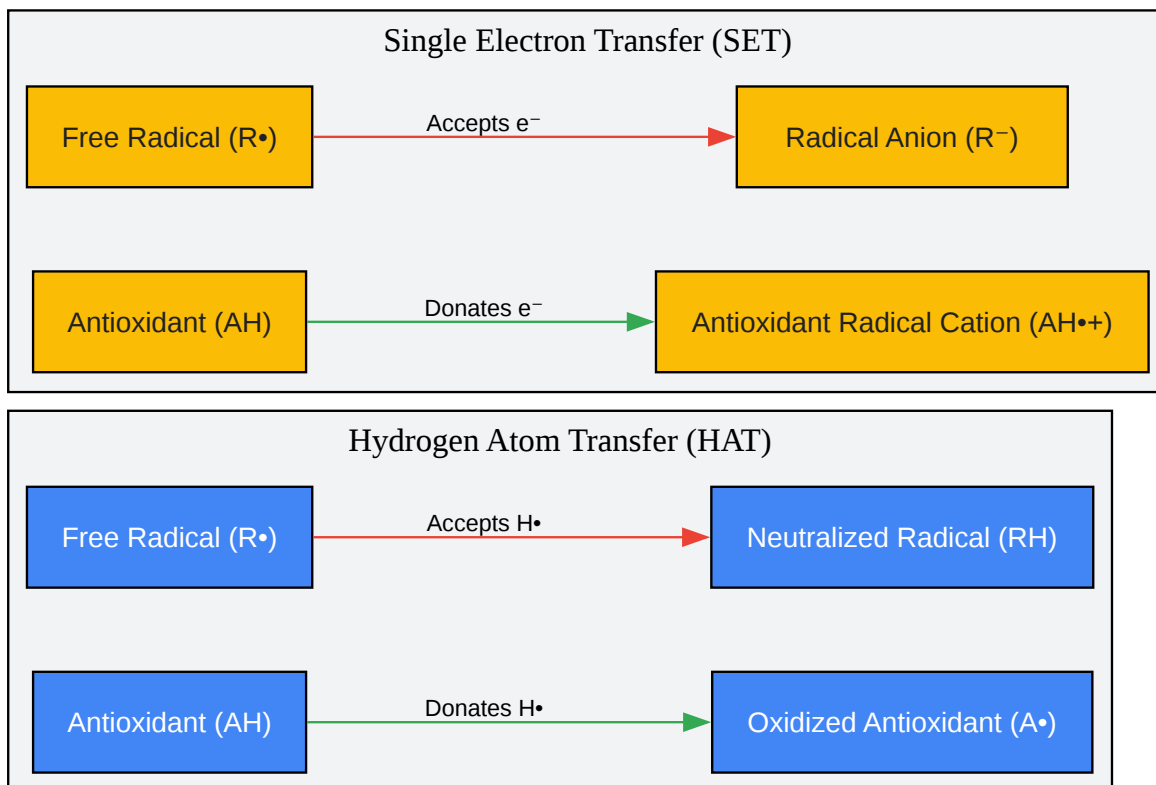 Single Electron Transfer (SET)
Free Radical (R•)
Accepts e⁻
Radical Anion (R⁻)
Antioxidant (AH)
Donates e⁻
Antioxidant Radical Cation (AH•+)
Hydrogen Atom Transfer (HAT)
Free Radical (R•)
Accepts H•
Neutralized Radical (RH)
Antioxidant (AH)
Donates H•
Oxidized Antioxidant (A•)